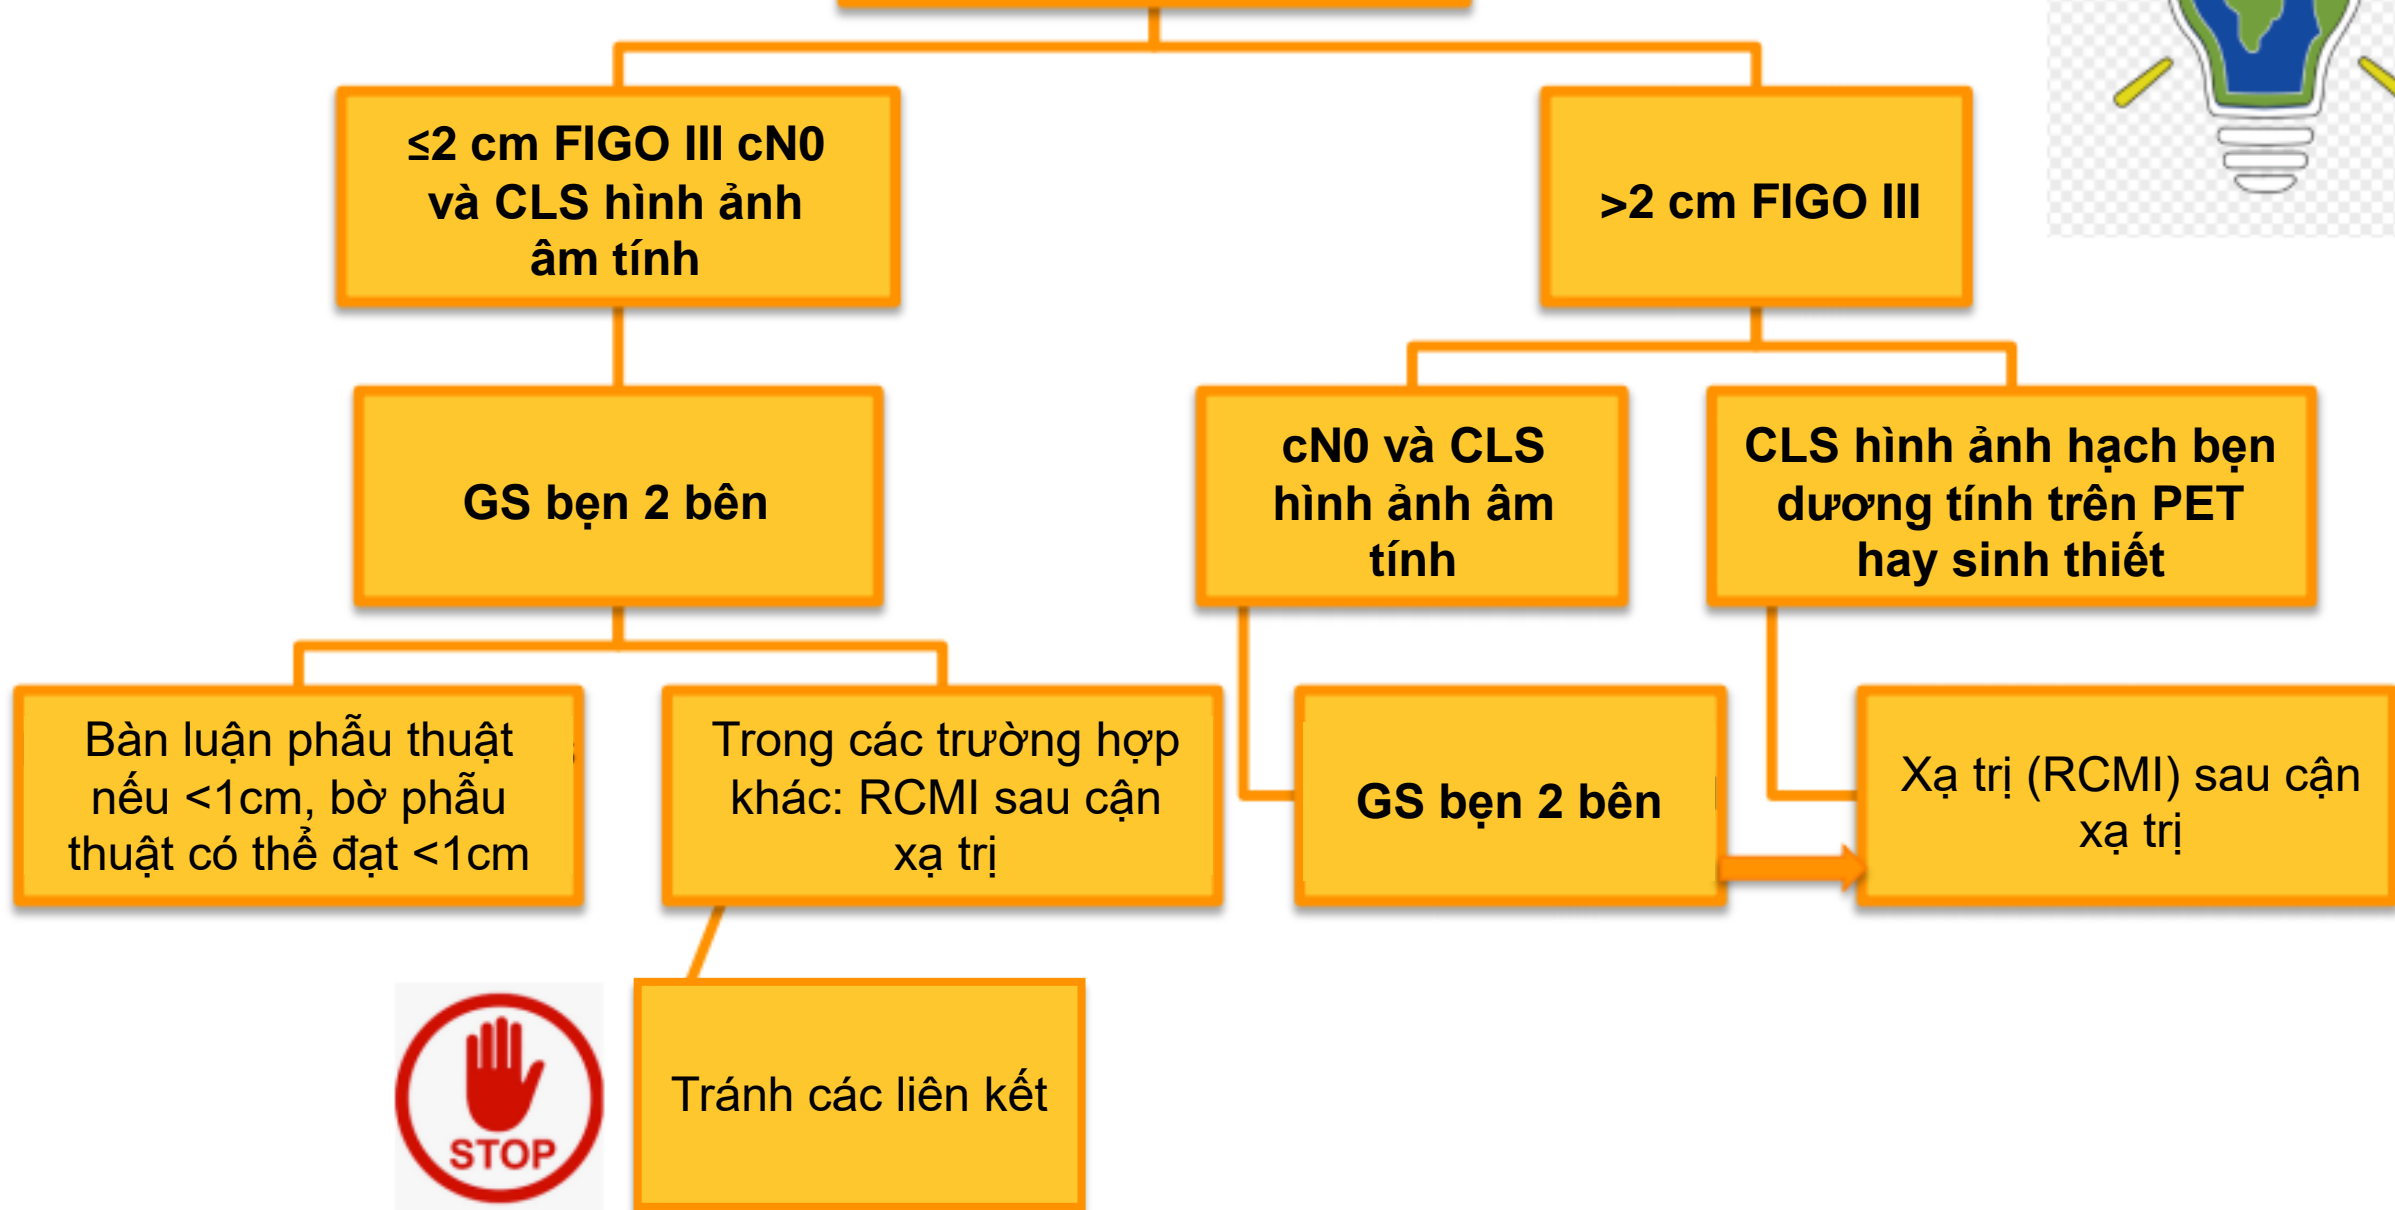 ≤2 cm FIGO III cN0
và CLS hình ảnh
âm tính
>2 cm FIGO III
GS bẹn 2 bên
cN0 và CLS
hình ảnh âm
tính
CLS hình ảnh hạch bẹn
dương tính trên PET
hay sinh thiết
Bàn luận phẫu thuật
nếu <1cm, bờ phẫu
thuật có thể đạt <1cm
Trong các trường hợp
khác: RCMI sau cận
xạ trị
GS bẹn 2 bên
Xạ trị (RCMI) sau cận
xạ trị
STOP
Tránh các liên kết